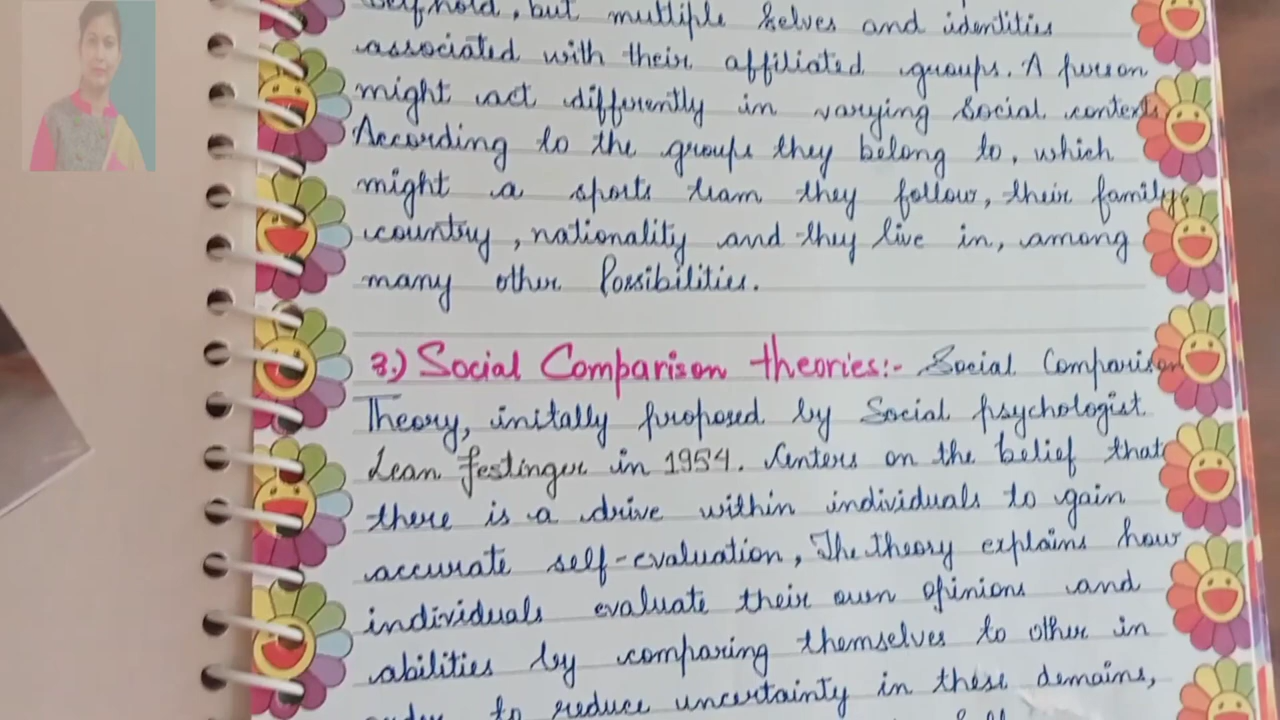 selfhold, but multiple selves and identities
associated with their affiliated groups. A person
might act differently in varying Social contexts
According to the groups they belong to, which
might a sports team they follow, their family,
country, nationality and they live in, among
many other Possibilities.
3.) Social Comparison theories:- Social Comparison
Theory, initally proposed by Social psychologist
Lean festinger in 1954. Centers on the belief that
there is a drive within individuals to gain
accurate self-evaluation, The theory explains how
individuals evaluate their own opinions and
abilities by comparing themselves to other in
order to reduce uncertainty in these domains,